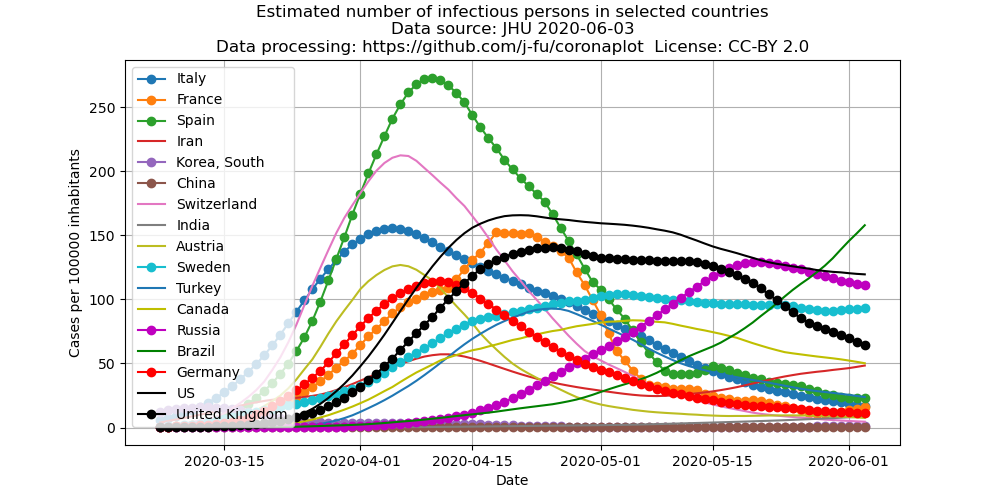 Estimated number of infectious persons in selected countries
Data source: JHU 2020-06-03
Data processing: https://github.com/j-fu/coronaplot  License: CC-BY 2.0
Cases per 100000 inhabitants
250
200
150
100
50
0
Italy
France
Spain
Iran
Korea, South
China
Switzerland
India
Austria
Sweden
Turkey
Canada
Russia
Brazil
Germany
US
United Kingdom
2020-03-15 2020-04-01 2020-04-15 2020-05-01 2020-05-15 2020-06-01
Date